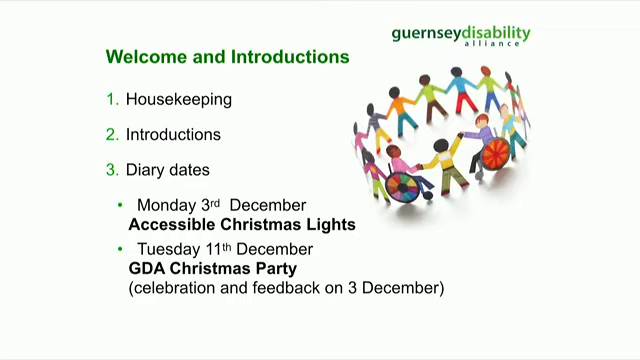 guernseydisability
alliance
Welcome and Introductions
1. Housekeeping
2. Introductions
3. Diary dates
• Monday 3rd December
Accessible Christmas Lights
• Tuesday 11th December
GDA Christmas Party
(celebration and feedback on 3 December)